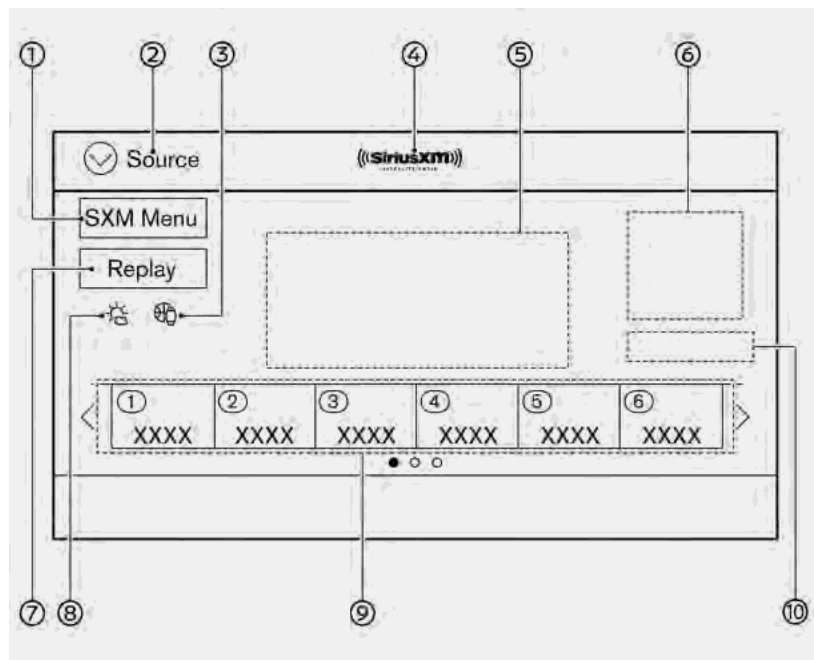 ① ② ③ ④ ⑤ ⑥
Source
((SiriusXM))
SXM Menu
Replay
① ② ③ ④ ⑤ ⑥
XXXX XXXX XXXX XXXX XXXX XXXX
⑦ ⑧ ⑨ ⑩